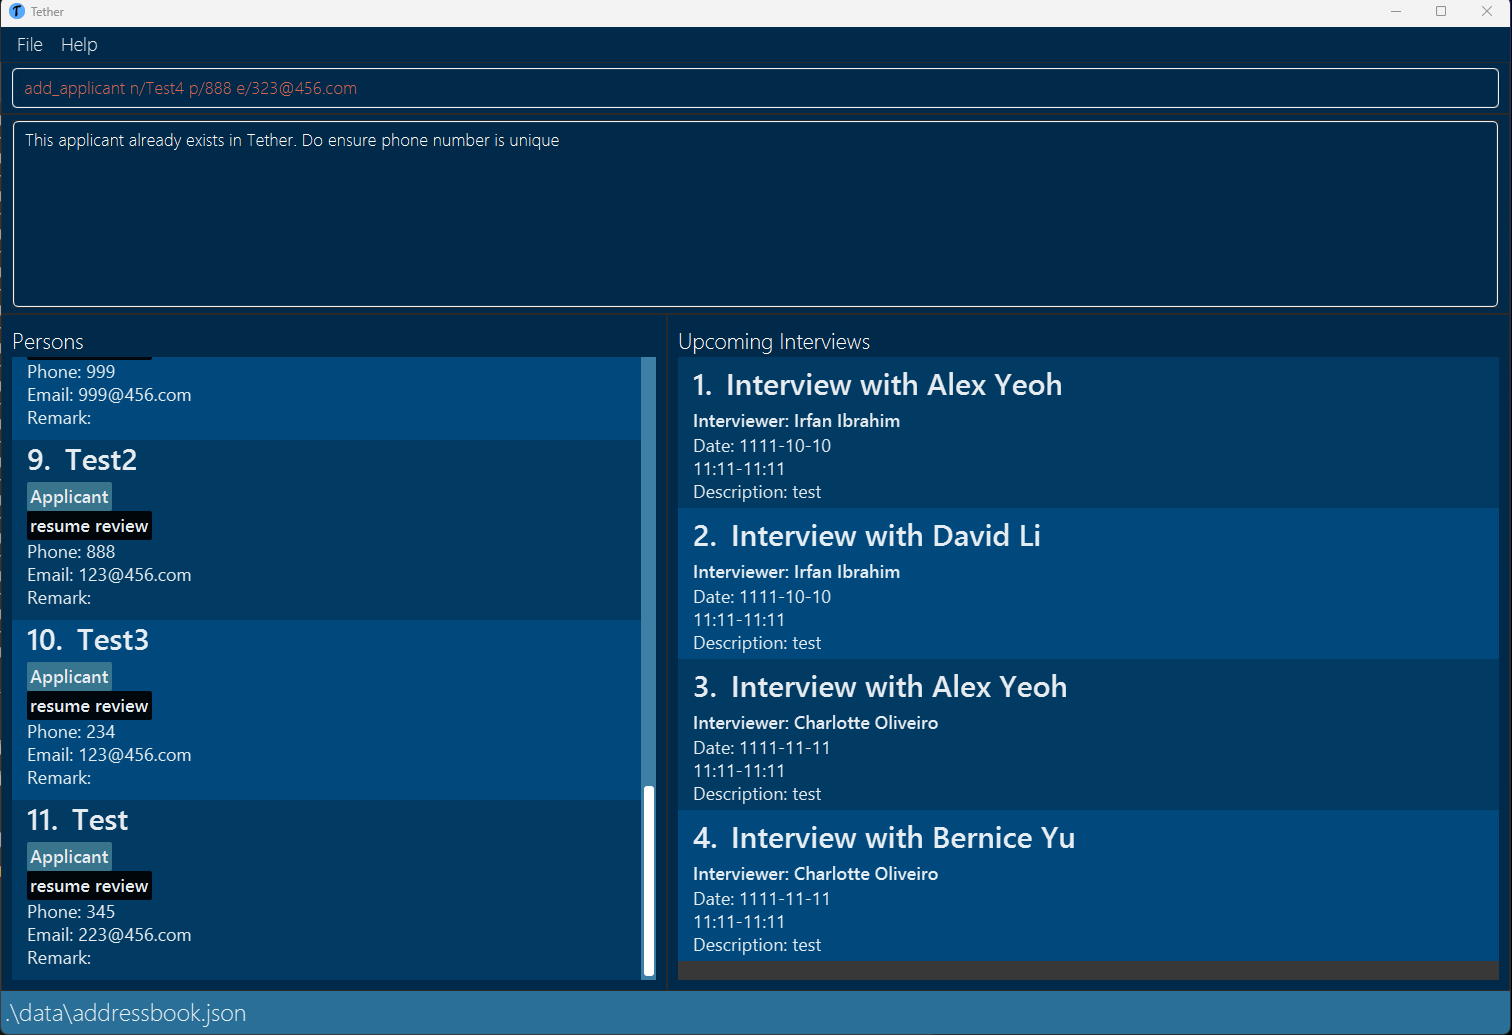 Tether
File Help
add_applicant n/Test4 p/888 e/323@456.com
This applicant already exists in Tether. Do ensure phone number is unique
Persons
Phone: 999
Email: 999@456.com
Remark:
9. Test2
Applicant
resume review
Phone: 888
Email: 123@456.com
Remark:
10. Test3
Applicant
resume review
Phone: 234
Email: 123@456.com
Remark:
11. Test
Applicant
resume review
Phone: 345
Email: 223@456.com
Remark:
Upcoming Interviews
1. Interview with Alex Yeoh
Interviewer: Irfan Ibrahim
Date: 1111-10-10
11:11-11:11
Description: test
2. Interview with David Li
Interviewer: Irfan Ibrahim
Date: 1111-10-10
11:11-11:11
Description: test
3. Interview with Alex Yeoh
Interviewer: Charlotte Oliveiro
Date: 1111-11-11
11:11-11:11
Description: test
4. Interview with Bernice Yu
Interviewer: Charlotte Oliveiro
Date: 1111-11-11
11:11-11:11
Description: test
.\data\addressbook.json